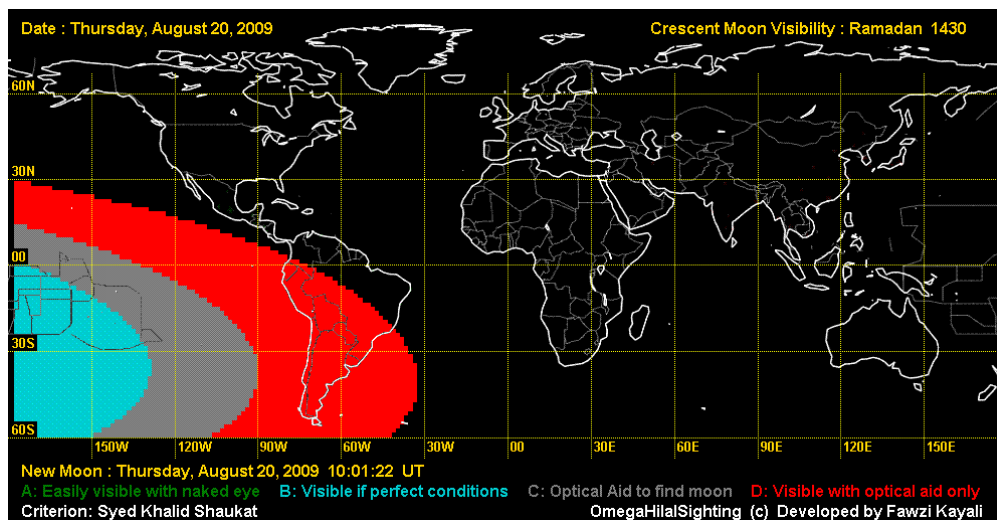 Date : Thursday, August 20, 2009 Crescent Moon Visibility : Ramadan 1430
60N
30N
00
30S
60S
150W 120W 90W 60W 30W 00 30E 60E 90E 120E 150E
New Moon : Thursday, August 20, 2009 10:01:22 UT
A: Easily visible with naked eye B: Visible if perfect conditions C: Optical Aid to find moon D: Visible with optical aid only
Criterion: Syed Khalid Shaukat OmegaHilalSighting (c) Developed by Fawzi Kayali